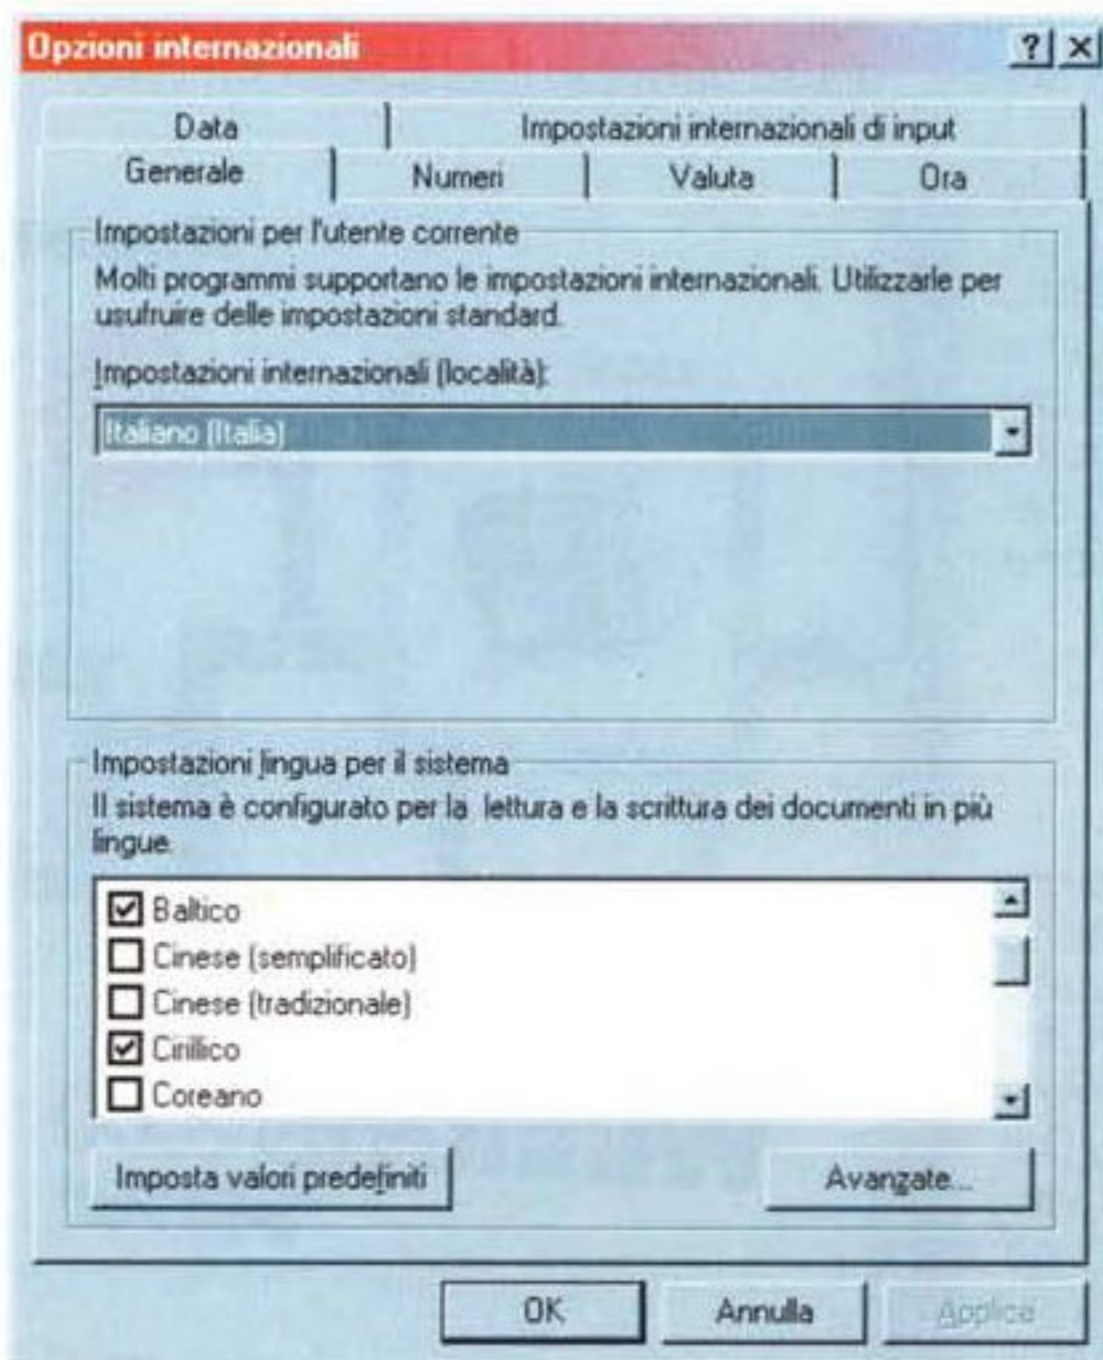 Opzioni internazionali
Data
Impostazioni internazionali di input
Generale
Numeri
Valuta
Ora
Impostazioni per l'utente corrente
Molti programmi supportano le impostazioni internazionali. Utilizzarle per
usufruire delle impostazioni standard.
Impostazioni internazionali (località):
Italiano (Italia)
Impostazioni lingua per il sistema
Il sistema è configurato per la lettura e la scrittura dei documenti in più
lingue.
Baltico
Cinese (semplificato)
Cinese (tradizionale)
Cirillico
Coreano
Imposta valori predefiniti
Avanzate...
OK
Annulla
Applica